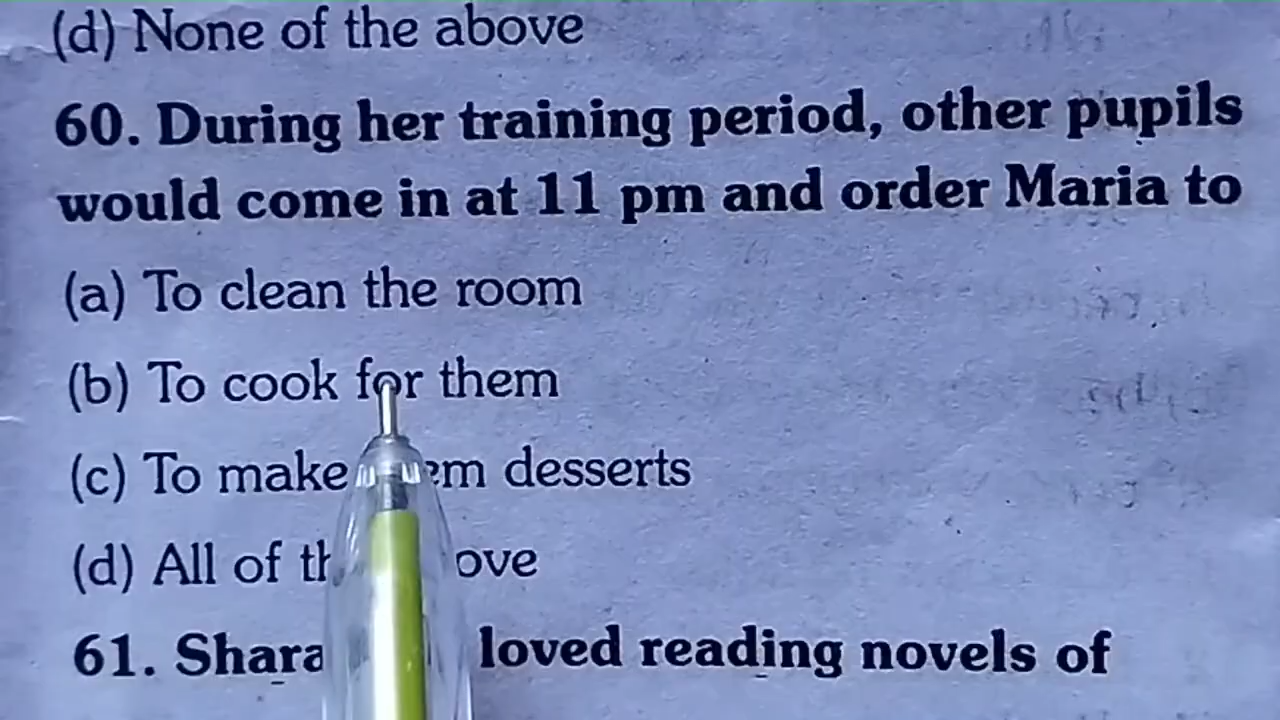 (d) None of the above
60. During her training period, other pupils
would come in at 11 pm and order Maria to
(a) To clean the room
(b) To cook for them
(c) To make desserts
(d) All of
61. loved reading novels of